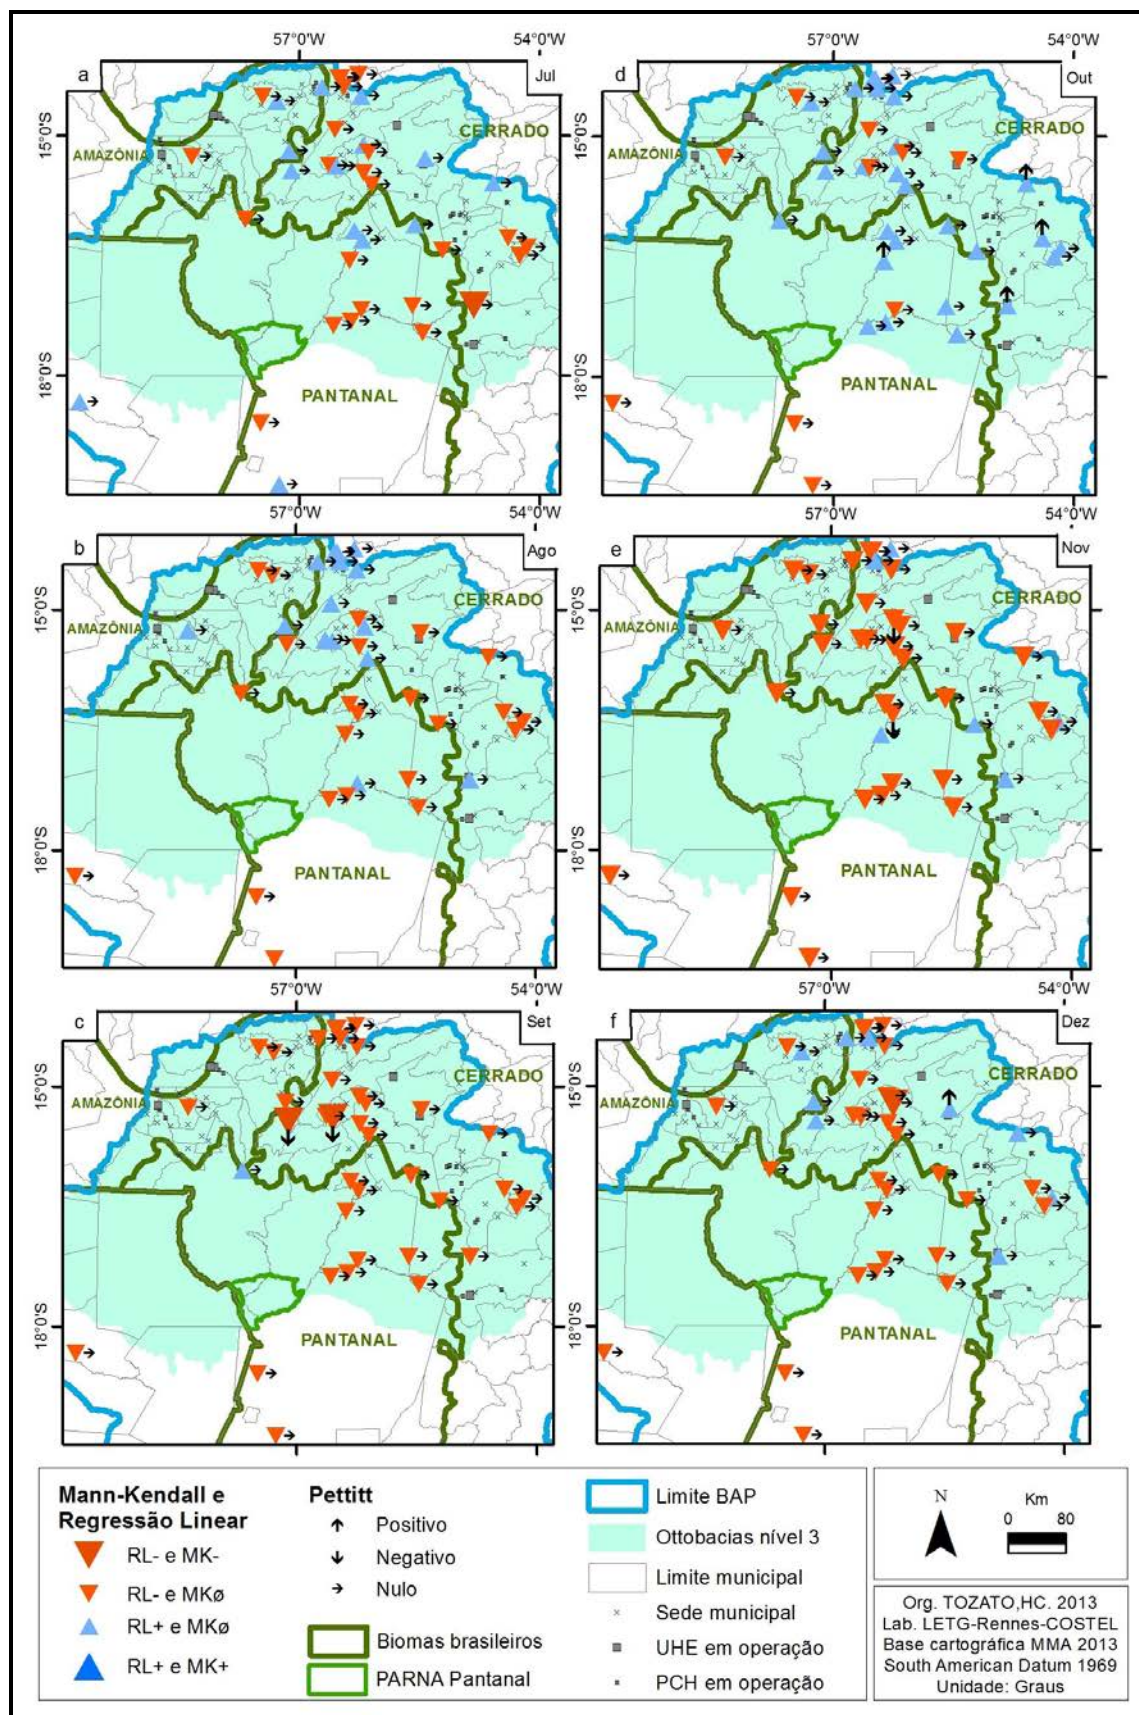 57°0'W
54°0'W
a
Jul
15°0'S
AMAZÔNIA
CERRADO
18°0'S
PANTANAL
57°0'W
54°0'W
d
Out
15°0'S
AMAZÔNIA
CERRADO
18°0'S
PANTANAL
57°0'W
54°0'W
b
Ago
15°0'S
AMAZÔNIA
CERRADO
18°0'S
PANTANAL
57°0'W
54°0'W
e
Nov
15°0'S
AMAZÔNIA
CERRADO
18°0'S
PANTANAL
57°0'W
54°0'W
c
Set
15°0'S
AMAZÔNIA
CERRADO
18°0'S
PANTANAL
57°0'W
54°0'W
f
Dez
15°0'S
AMAZÔNIA
CERRADO
18°0'S
PANTANAL
Mann-Kendall e
Regressão Linear
RL- e MK-
RL- e MKø
RL+ e MKø
RL+ e MK+
Pettitt
Positivo
Negativo
Nulo
Biomas brasileiros
PARNA Pantanal
Limite BAP
Ottobacias nível 3
Limite municipal
Sede municipal
UHE em operação
PCH em operação
N
Km
0 80
Org. TOZATO,HC. 2013
Lab. LETG-Rennes-COSTEL
Base cartográfica MMA 2013
South American Datum 1969
Unidade: Graus